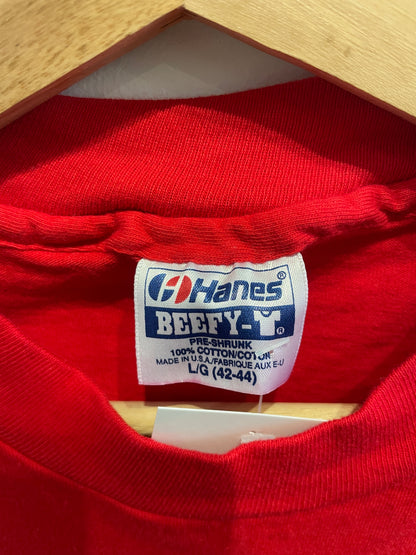 Hanes®
BEEFY-T®
PRE-SHRUNK
100% COTTON/COTON
MADE IN U.S.A./FABRIQUE AUX E-U
L/G (42-44)